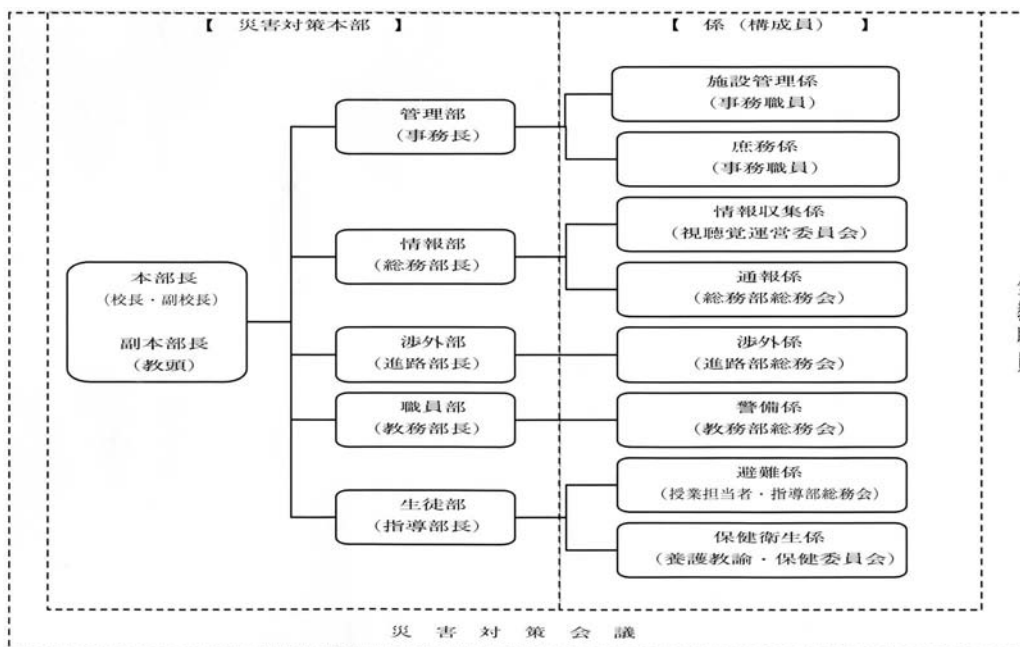 【 災害対策本部 】
【 係（構成員） 】
本部長
（校長・副校長）
副本部長
（教頭）
管理部
（事務長）
施設管理係
（事務職員）
庶務係
（事務職員）
情報部
（総務部長）
情報収集係
（視聴覚運営委員会）
通報係
（総務部総務会）
渉外部
（進路部長）
渉外係
（進路部総務会）
職員部
（教務部長）
警備係
（教務部総務会）
生徒部
（指導部長）
避難係
（授業担当者・指導部総務会）
保健衛生係
（養護教諭・保健委員会）
災害対策会議